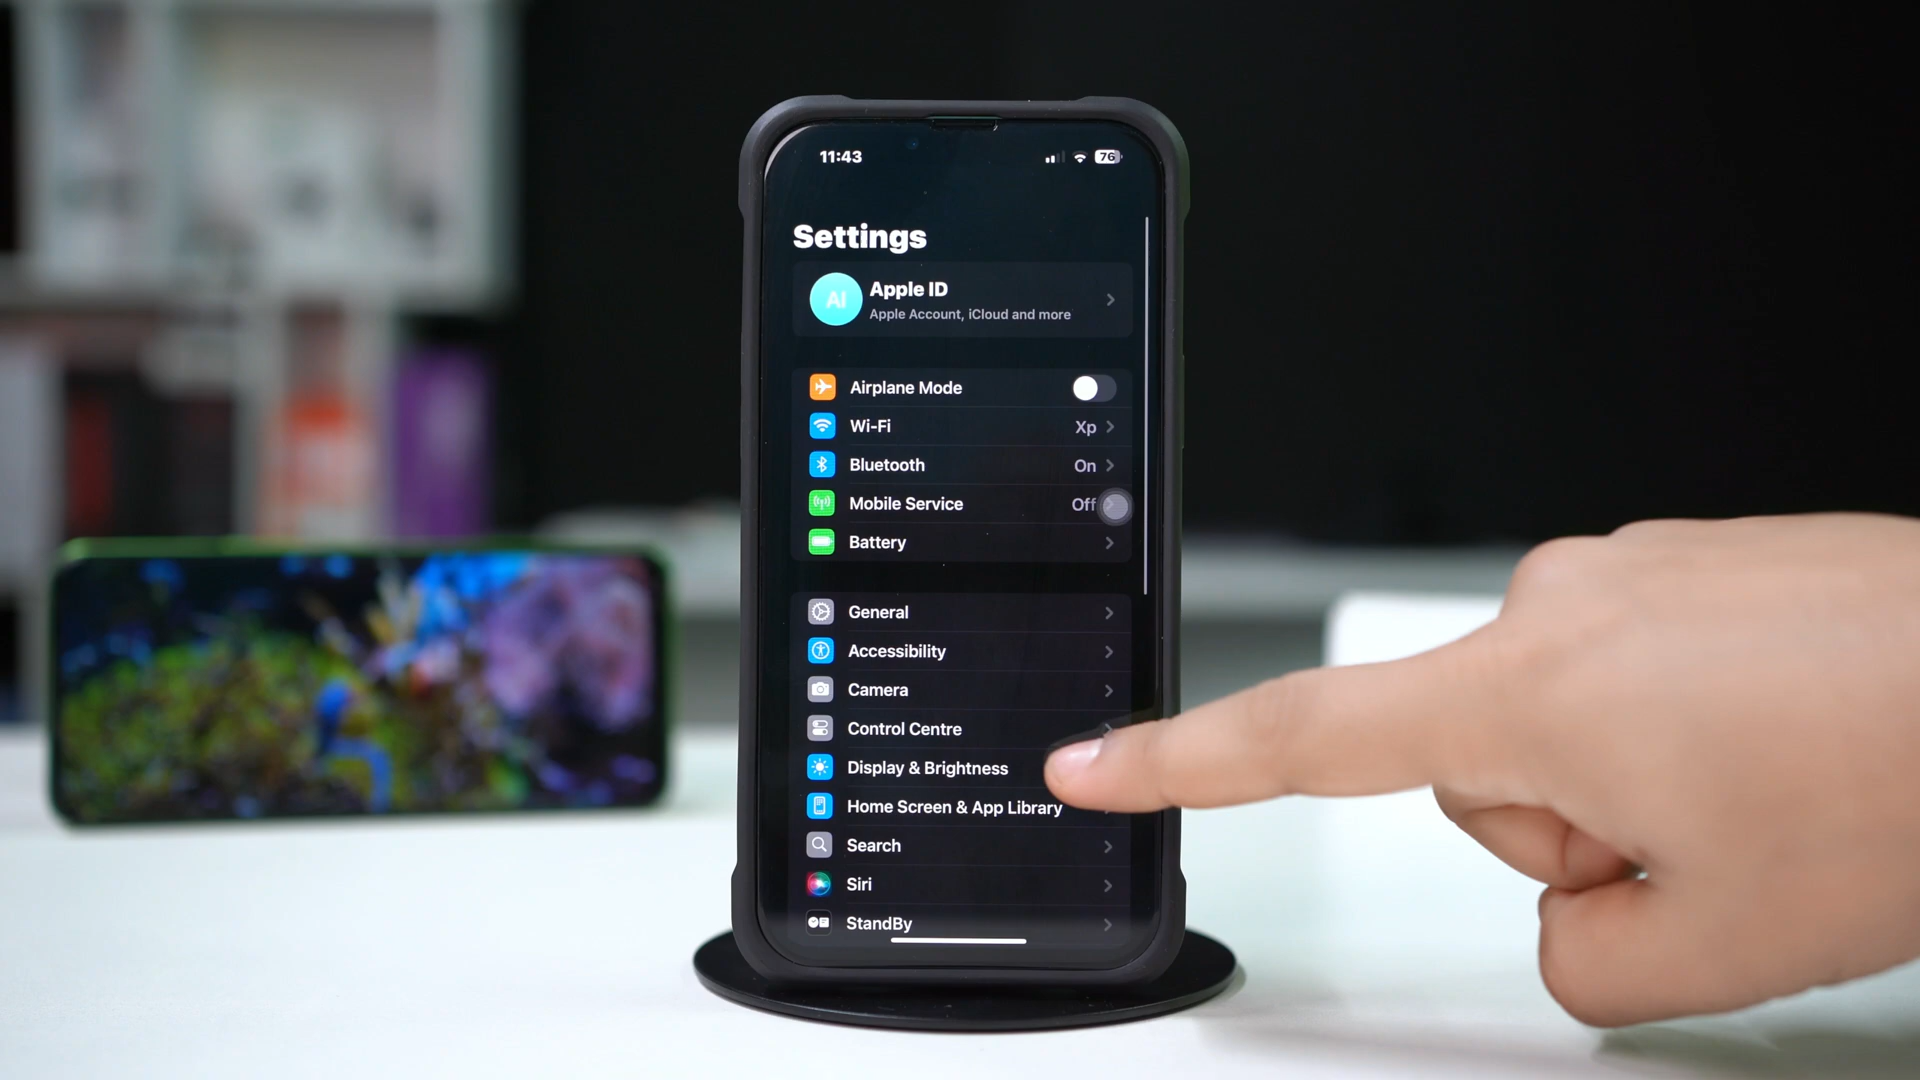 11:43
76
Settings
AI
Apple ID
Apple Account, iCloud and more
Airplane Mode
Wi-Fi Xp
Bluetooth On
Mobile Service Off
Battery
General
Accessibility
Camera
Control Centre
Display & Brightness
Home Screen & App Library
Search
Siri
StandBy